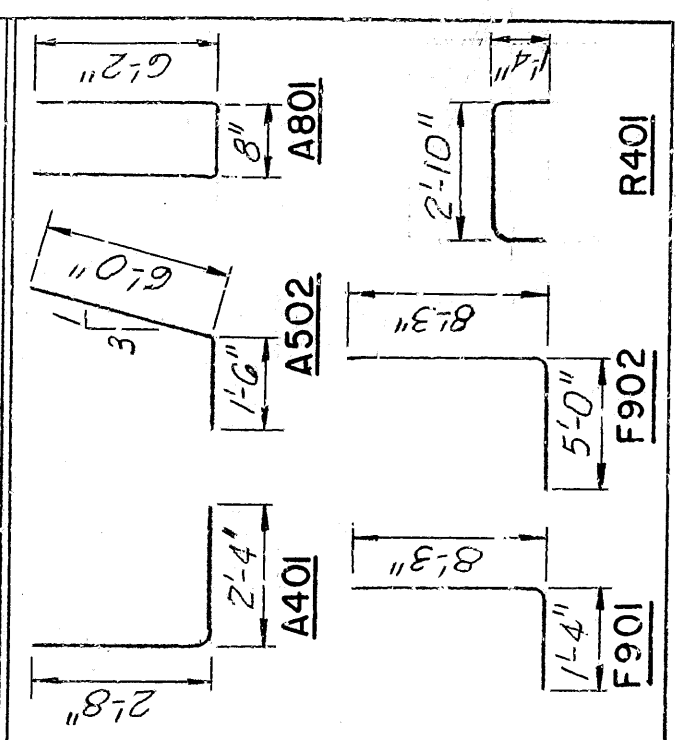 6'-2"
8"
A801
1'-4"
2'-10"
R401
6'-0"
1
3
1'-6"
A502
8'-3"
5'-0"
F902
2'-8"
2'-4"
A401
8'-3"
1'-4"
F901